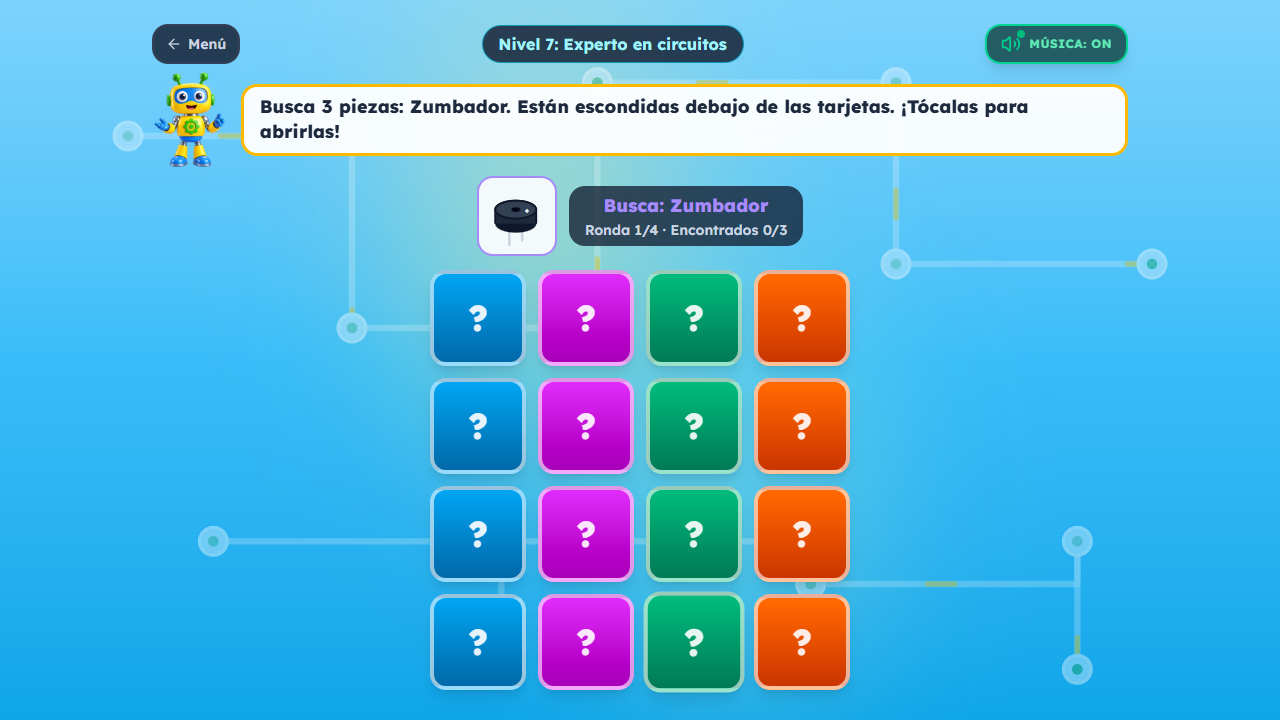 Menú
Nivel 7: Experto en circuitos
MÚSICA: ON
Busca 3 piezas: Zumbador. Están escondidas debajo de las tarjetas. ¡Tócalas para
abrirlas!
Busca: Zumbador
Ronda 1/4 · Encontrados 0/3
? ? ? ?
? ? ? ?
? ? ? ?
? ? ? ?